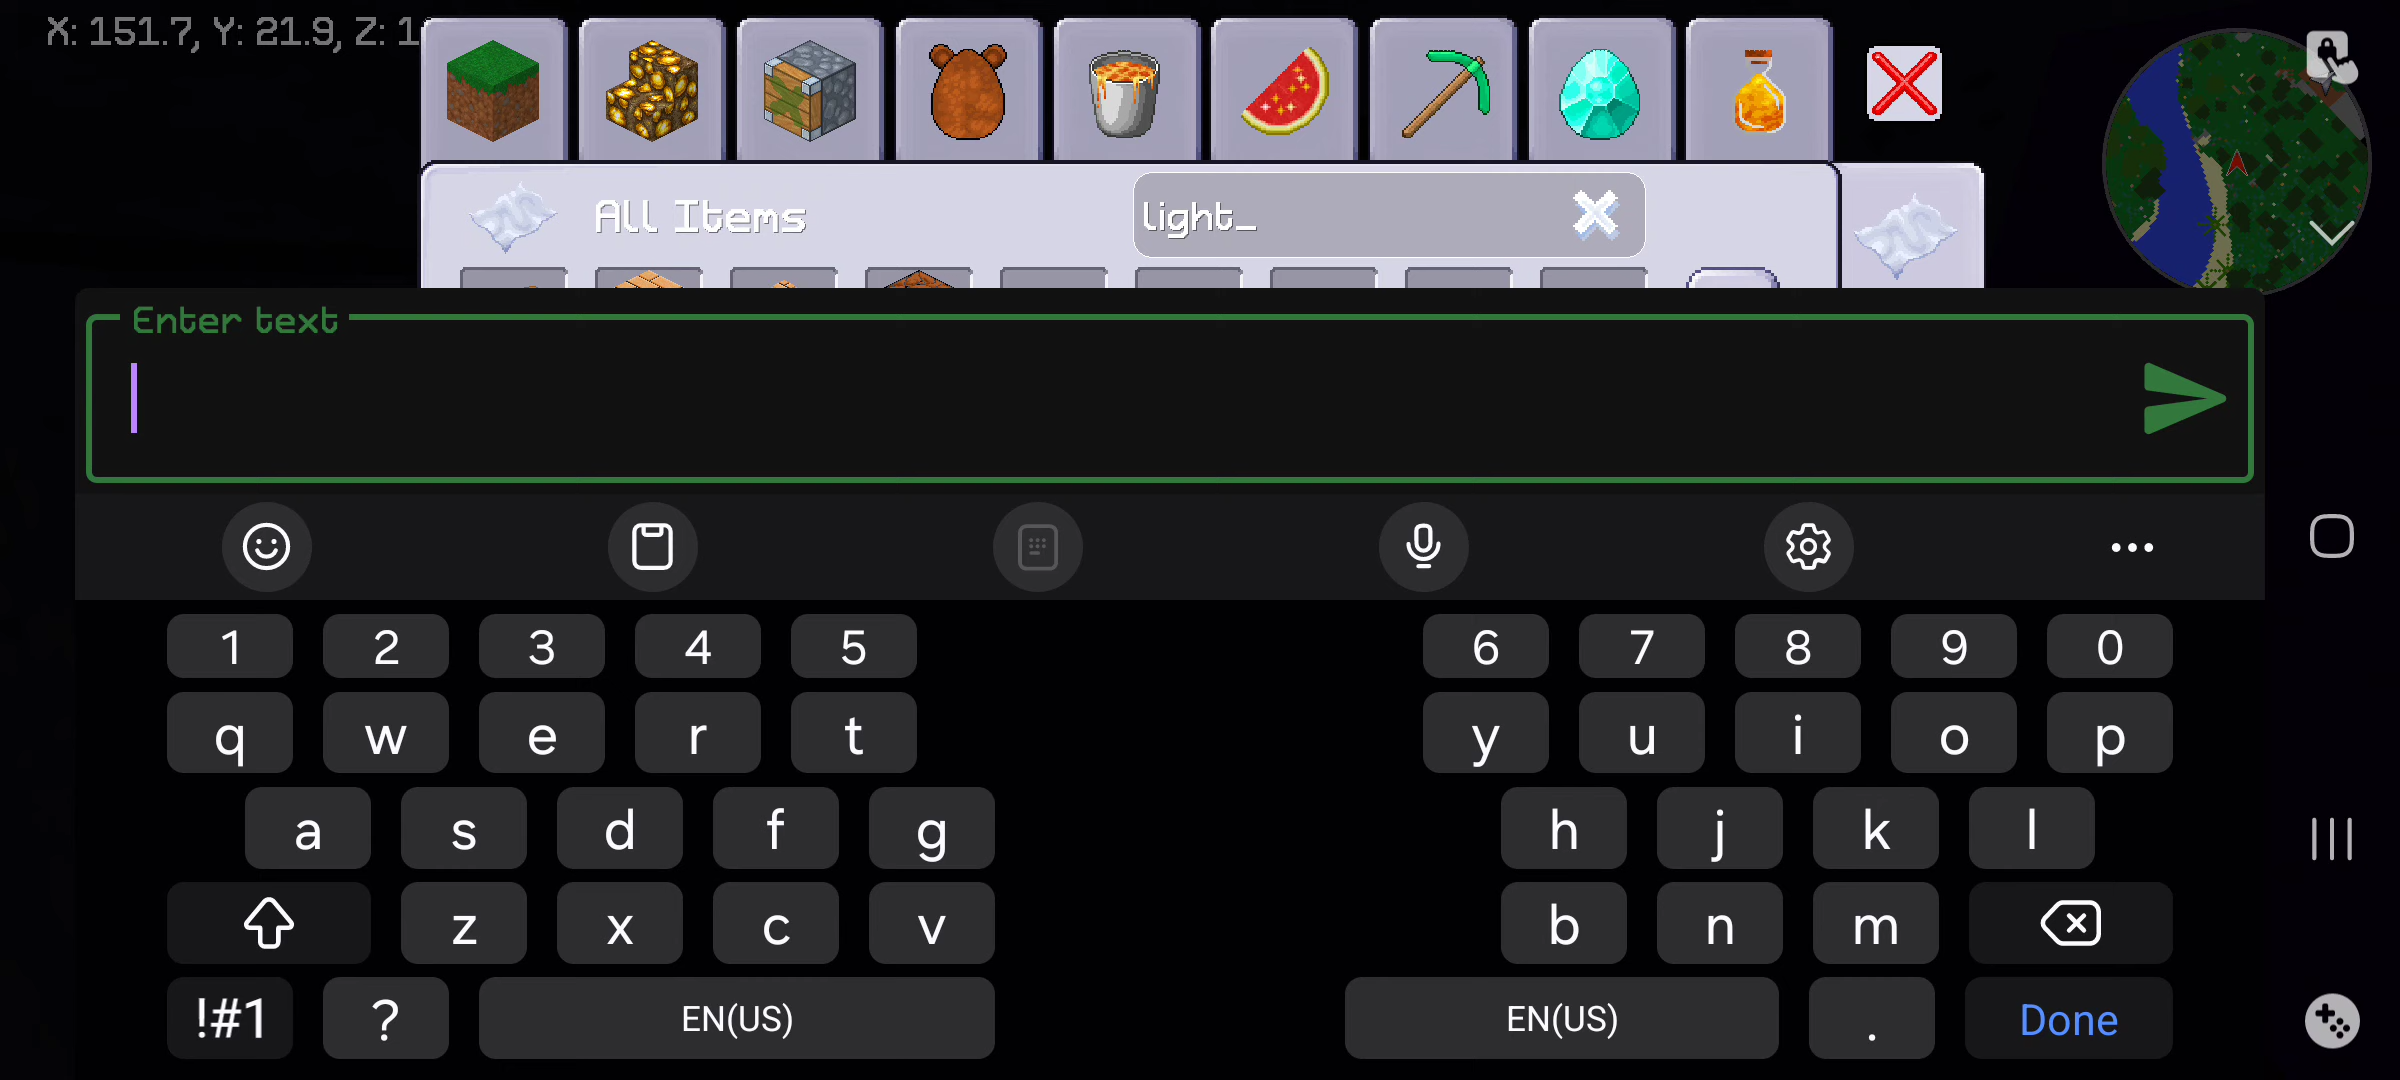 X: 151.7, Y: 21.9, Z: 1
All Items
light_
Enter text
1 2 3 4 5 6 7 8 9 0
q w e r t y u i o p
a s d f g h j k l
z x c v b n m
!#1 ? EN(US) EN(US) . Done